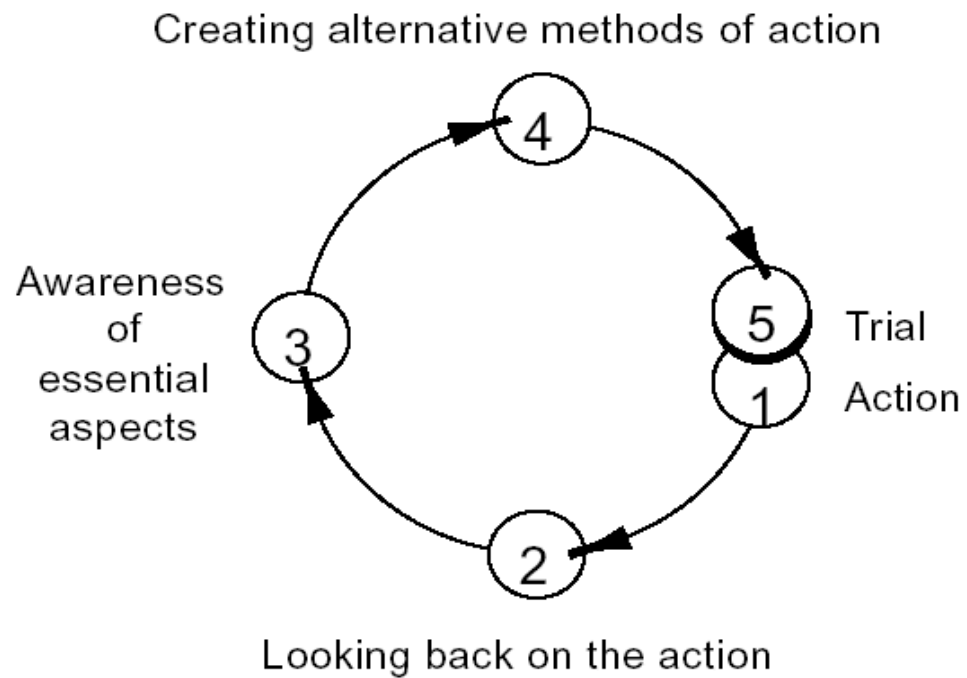 Creating alternative methods of action
4
Awareness
of
essential
aspects
3
5
Trial
1
Action
2
Looking back on the action